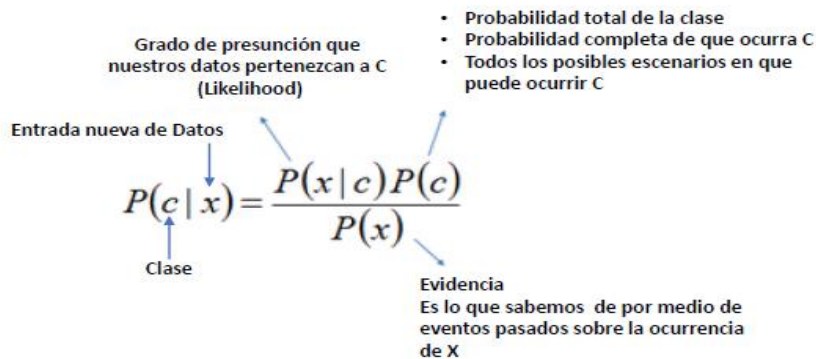 • Probabilidad total de la clase
• Probabilidad completa de que ocurra C
• Todos los posibles escenarios en que
puede ocurrir C
Grado de presunción que
nuestros datos pertenezcan a C
(Likelihood)
Entrada nueva de Datos
P(c | x) = P(x | c)P(c)
P(x)
Clase
Evidencia
Es lo que sabemos de por medio de
eventos pasados sobre la ocurrencia
de X